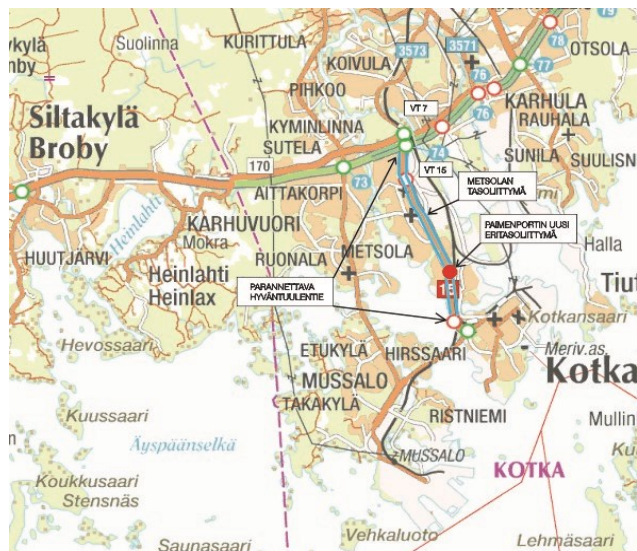 Suolinna
KURITTULA
3573
3571
79
78
OTSOLA
KOIVULA
77
PIHKOO
VT 7
76
KARHULA
Siltakylä
Broby
KYMINLINNA
76
RAUHALA
SUTELA
74
SUNILA
170
VT 15
AITTAKORPI
73
METSOLAN
TASOLIITTYMÄ
Heinlahti
KARHUVUORI
Mokra
PAIMENPORTIN UUSI
ERITASOLIITTYMÄ
Halla
HUUTJÄRVI
RUONALA
METSOLA
Heinlahti
Heinlax
PARANNETTAVA
HYVÄNTUULENTIE
15
Kotkansaari
Hevossaari
ETUKYLÄ
HIRSSAARI
Meriv.as.
Kotka
MUSSALO
Kuussaari
TAKAKYLÄ
RISTNIEMI
Mullin
Äyspäänselkä
MUSSALO
KOTKA
Koukkusaari
Stensnäs
Saunasaari
Vehkaluoto
Lehmäsaari